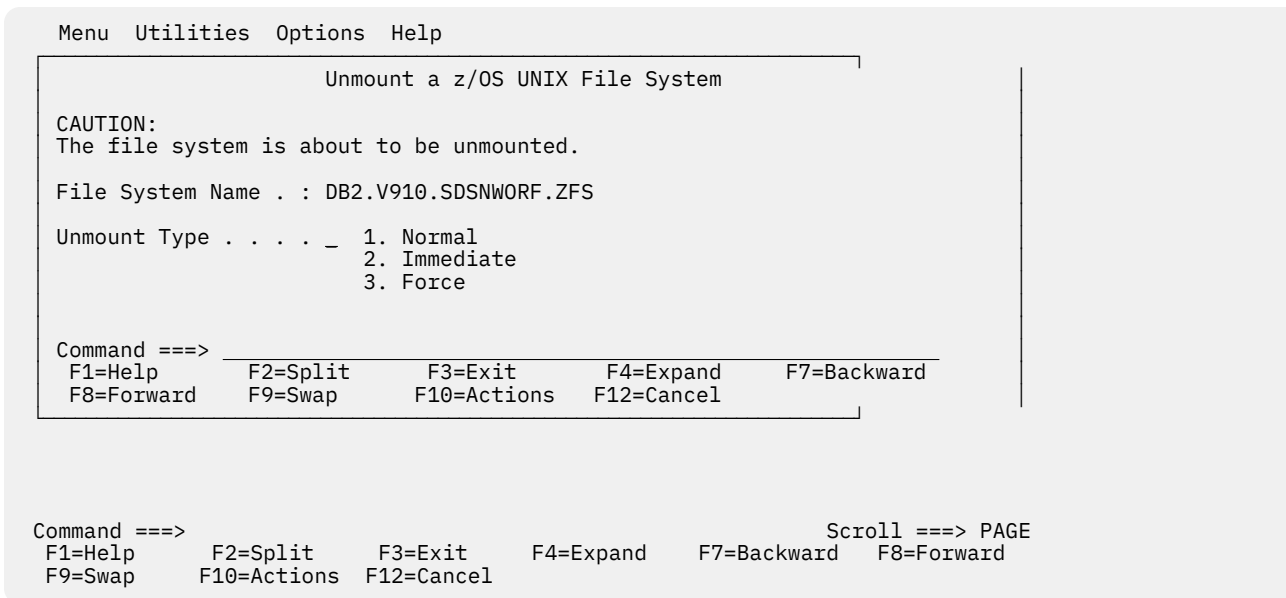 Menu  Utilities  Options  Help
Unmount a z/OS UNIX File System
CAUTION:
The file system is about to be unmounted.
File System Name . : DB2.V910.SDSNWORF.ZFS
Unmount Type . . . . _  1. Normal
2. Immediate
3. Force
Command ===> ________________________________________________________
F1=Help       F2=Split      F3=Exit       F4=Expand     F7=Backward
F8=Forward    F9=Swap      F10=Actions   F12=Cancel
Command ===>                                                  Scroll ===> PAGE
F1=Help      F2=Split     F3=Exit      F4=Expand    F7=Backward   F8=Forward
F9=Swap     F10=Actions  F12=Cancel